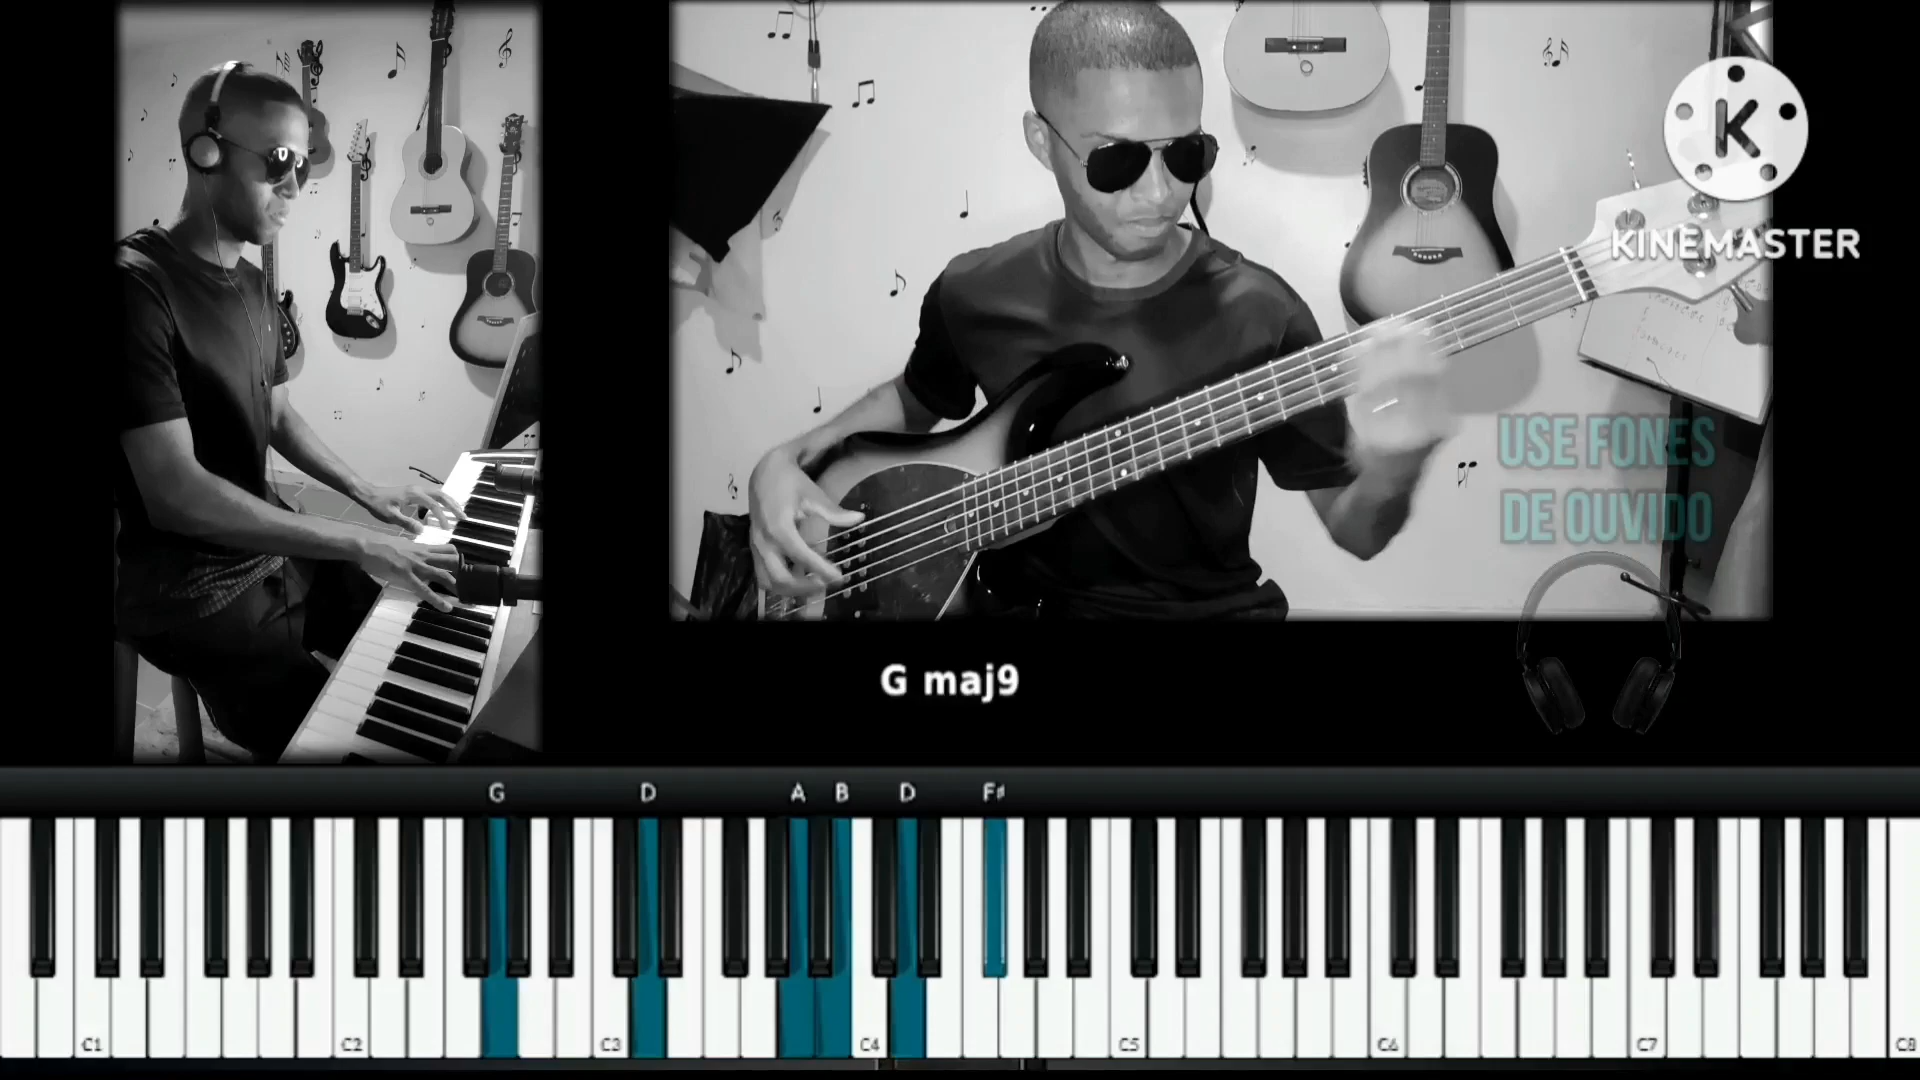 K
KINEMASTER
USE FONES
DE OUVIDO
G maj9
G D A B D F♯
C1 C2 C3 C4 C5 C6 C7 C8